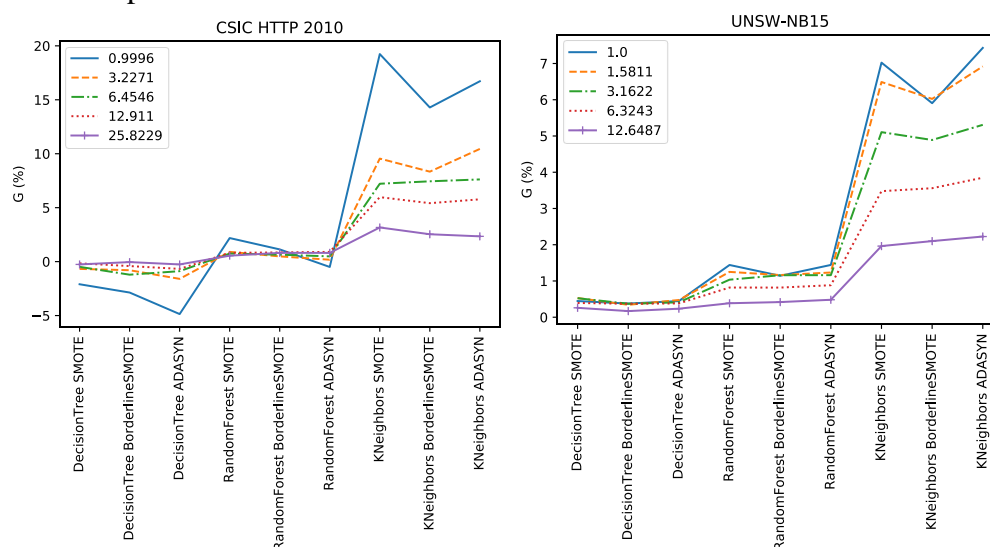 CSIC HTTP 2010
G (%)
20
15
10
5
0
−5
0.9996
3.2271
6.4546
12.911
25.8229
DecisionTree SMOTE
DecisionTree BorderlineSMOTE
DecisionTree ADASYN
RandomForest SMOTE
RandomForest BorderlineSMOTE
RandomForest ADASYN
KNeighbors SMOTE
KNeighbors BorderlineSMOTE
KNeighbors ADASYN
UNSW-NB15
G (%)
7
6
5
4
3
2
1
0
1.0
1.5811
3.1622
6.3243
12.6487
DecisionTree SMOTE
DecisionTree BorderlineSMOTE
DecisionTree ADASYN
RandomForest SMOTE
RandomForest BorderlineSMOTE
RandomForest ADASYN
KNeighbors SMOTE
KNeighbors BorderlineSMOTE
KNeighbors ADASYN